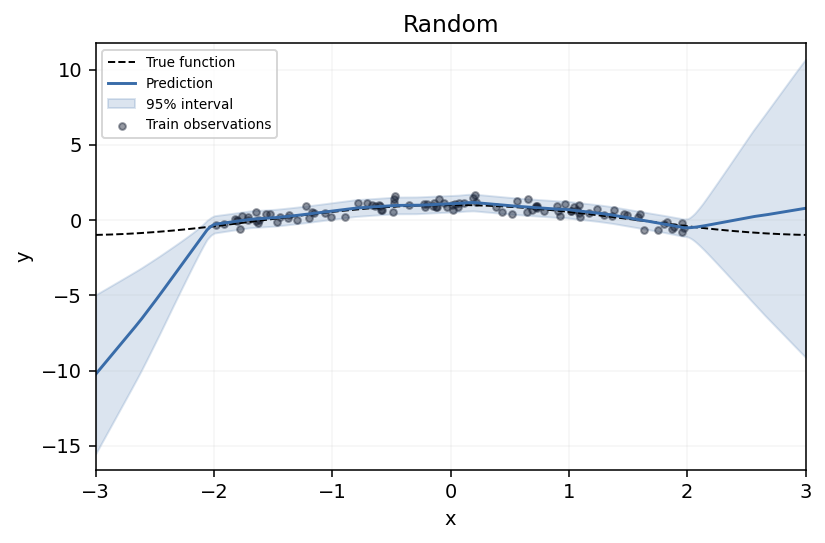 Random
True function
Prediction
95% interval
Train observations
10
5
0
−5
−10
−15
y
−3 −2 −1 0 1 2 3
x